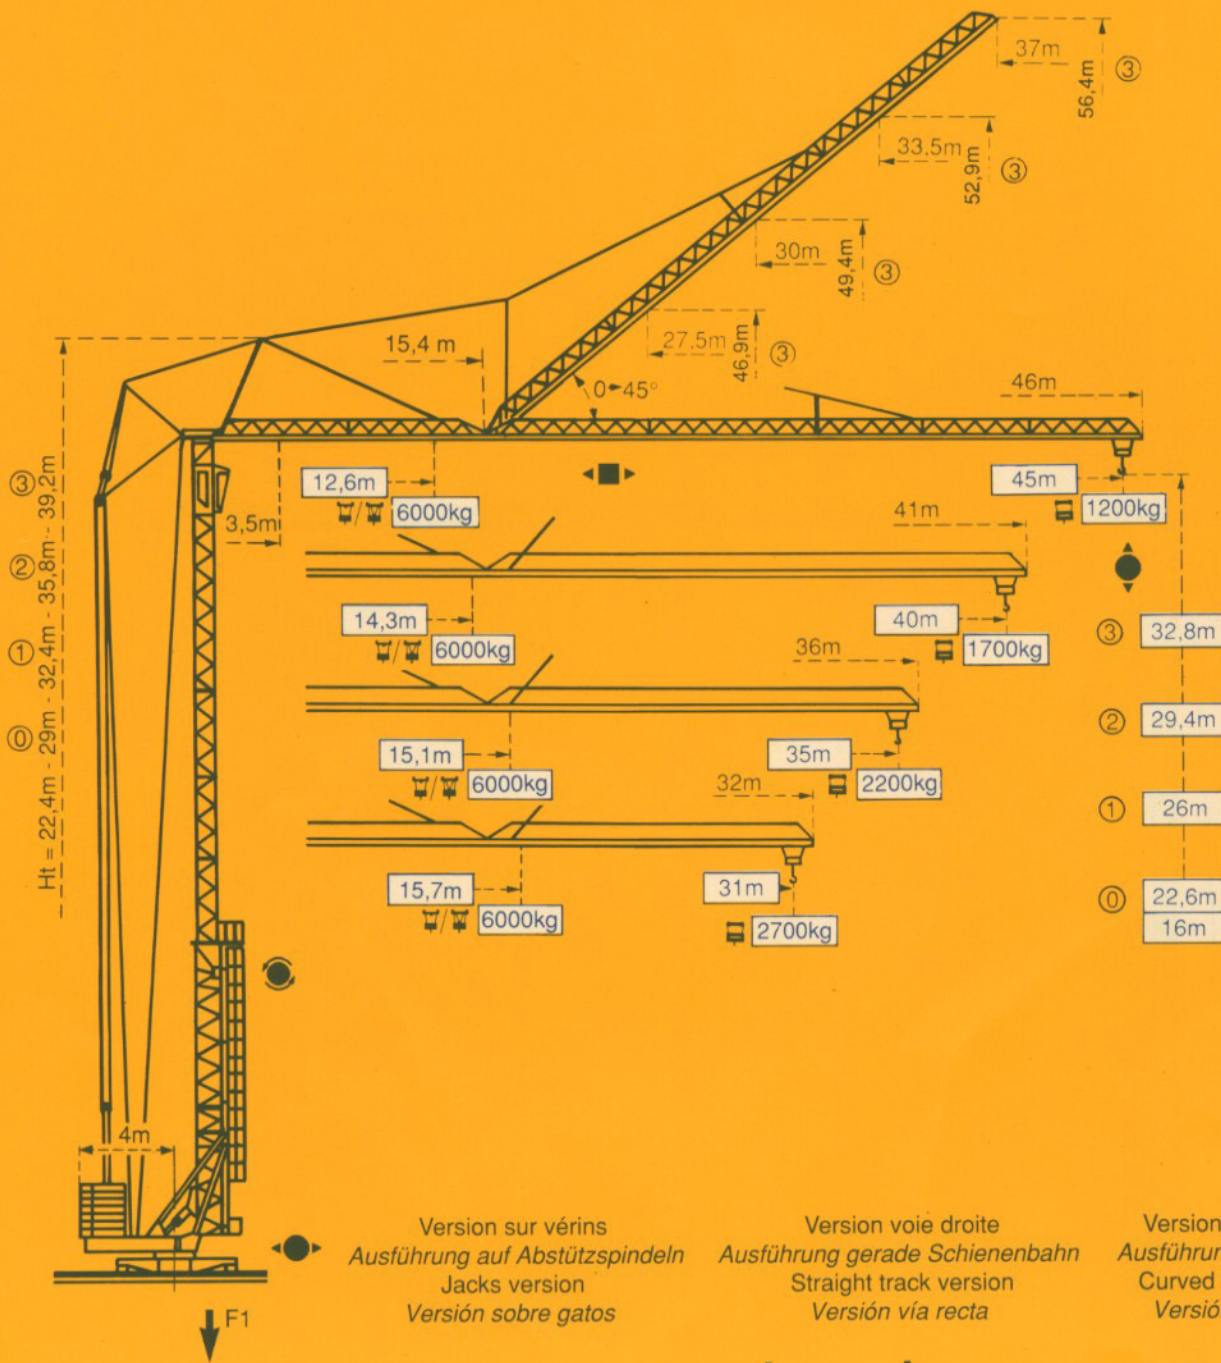 37m
56,4m ③
33,5m
52,9m ③
30m
49,4m ③
27,5m
46,9m ③
15,4 m
0 45°
46m
Ht = 22,4m - 29m - 32,4m - 35,8m - 39,2m
③
②
①
⓪
3,5m
12,6m
/ 6000kg
45m
1200kg
41m
14,3m
/ 6000kg
40m
1700kg
36m
15,1m
/ 6000kg
35m
2200kg
32m
15,7m
/ 6000kg
31m
2700kg
③ 32,8m
② 29,4m
① 26m
⓪ 22,6m
16m
4m
F1
Version sur vérins
Ausführung auf Abstützspindeln
Jacks version
Versión sobre gatos
Version voie droite
Ausführung gerade Schienenbahn
Straight track version
Versión vía recta
Version
Ausführun
Curved
Versió